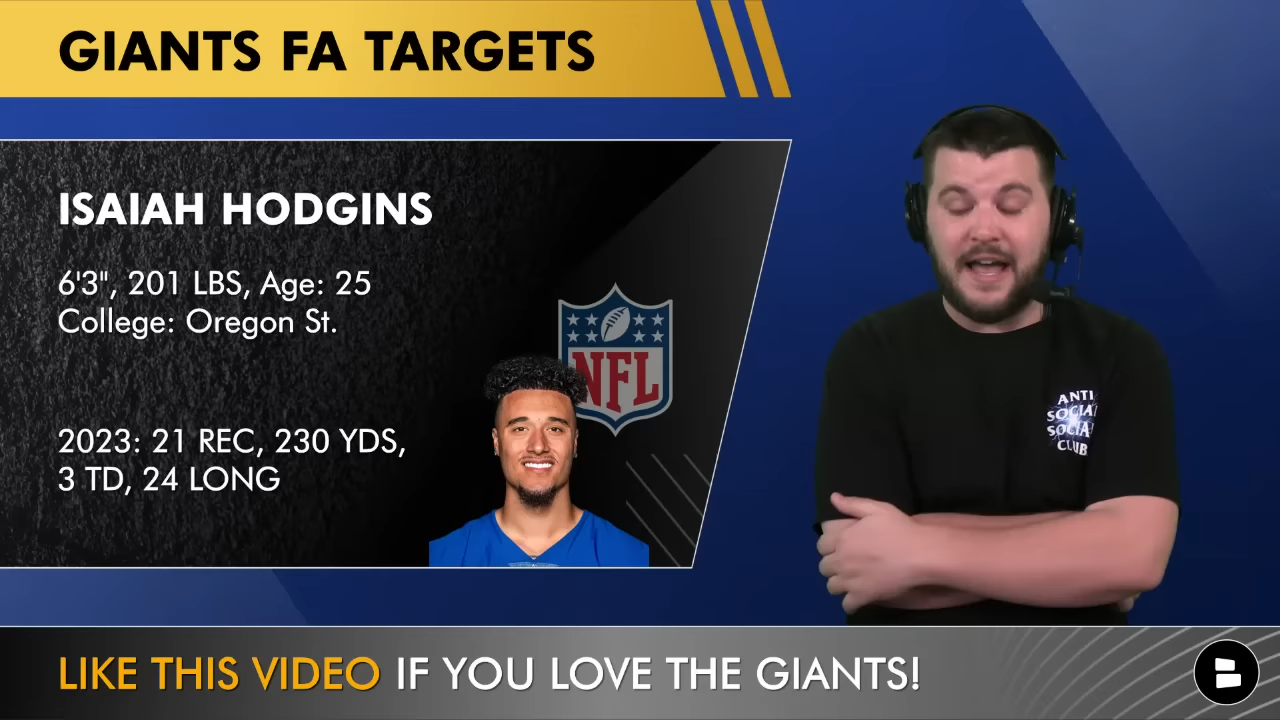 GIANTS FA TARGETS
ISAIAH HODGINS
6'3", 201 LBS, Age: 25
College: Oregon St.
2023: 21 REC, 230 YDS,
3 TD, 24 LONG
NFL
ANTI
SOCIAL
SOCIAL
CLUB
LIKE THIS VIDEO IF YOU LOVE THE GIANTS!